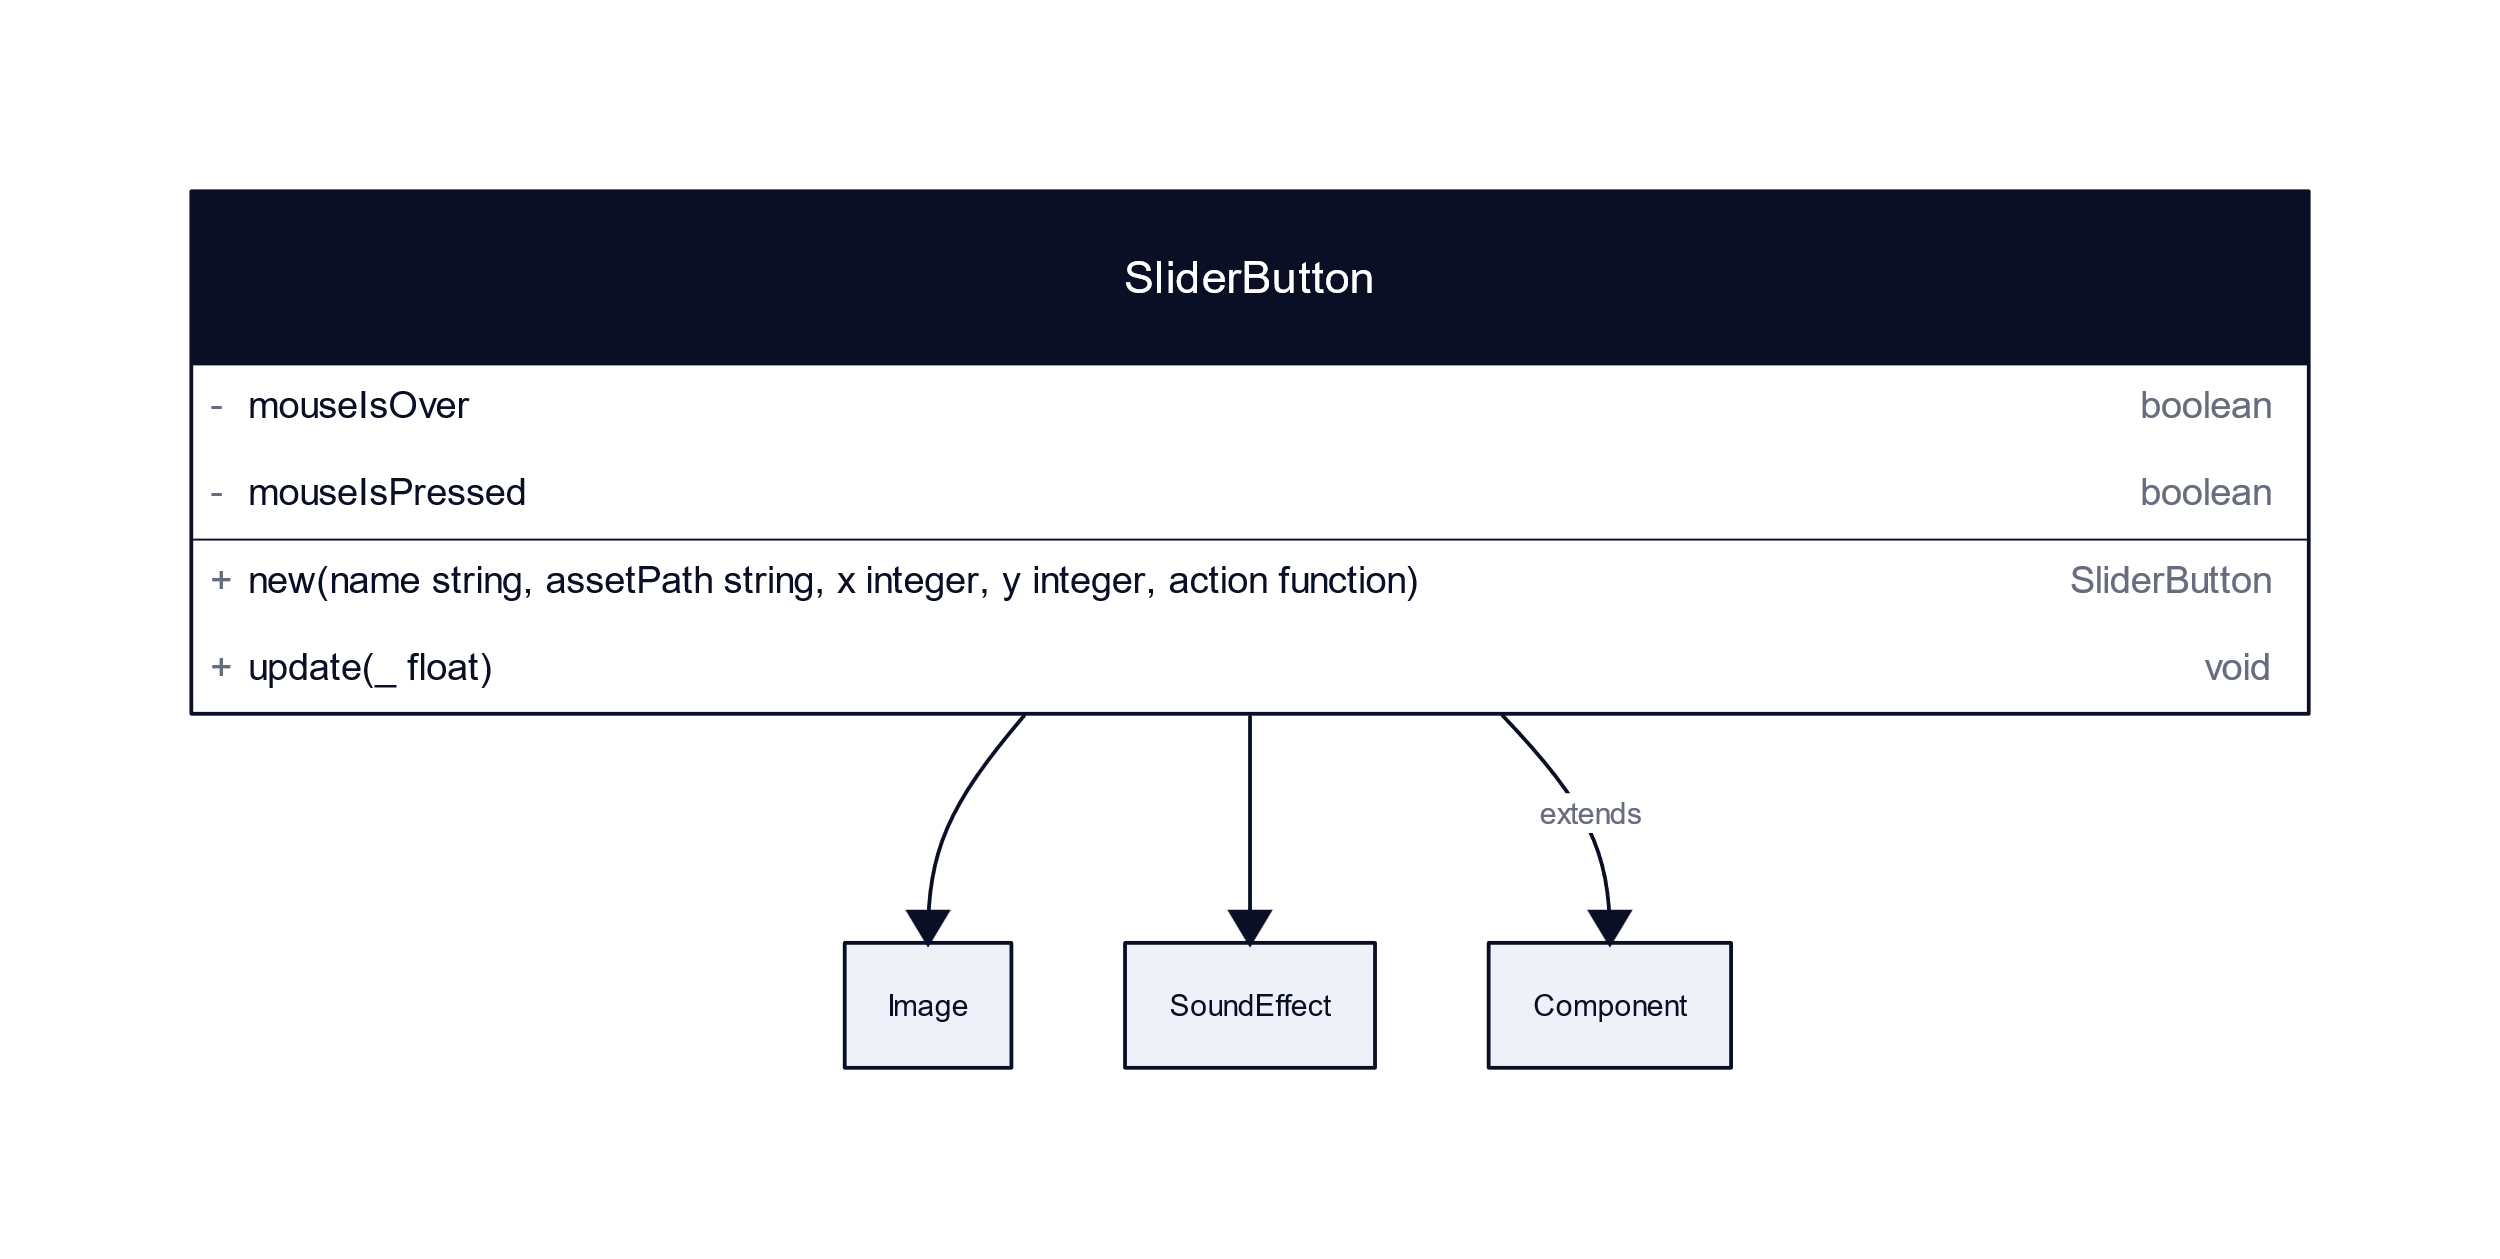 SliderButton
- mouseIsOver boolean
- mouseIsPressed boolean
+ new(name string, assetPath string, x integer, y integer, action function) SliderButton
+ update(_ float) void
extends
Image
SoundEffect
Component